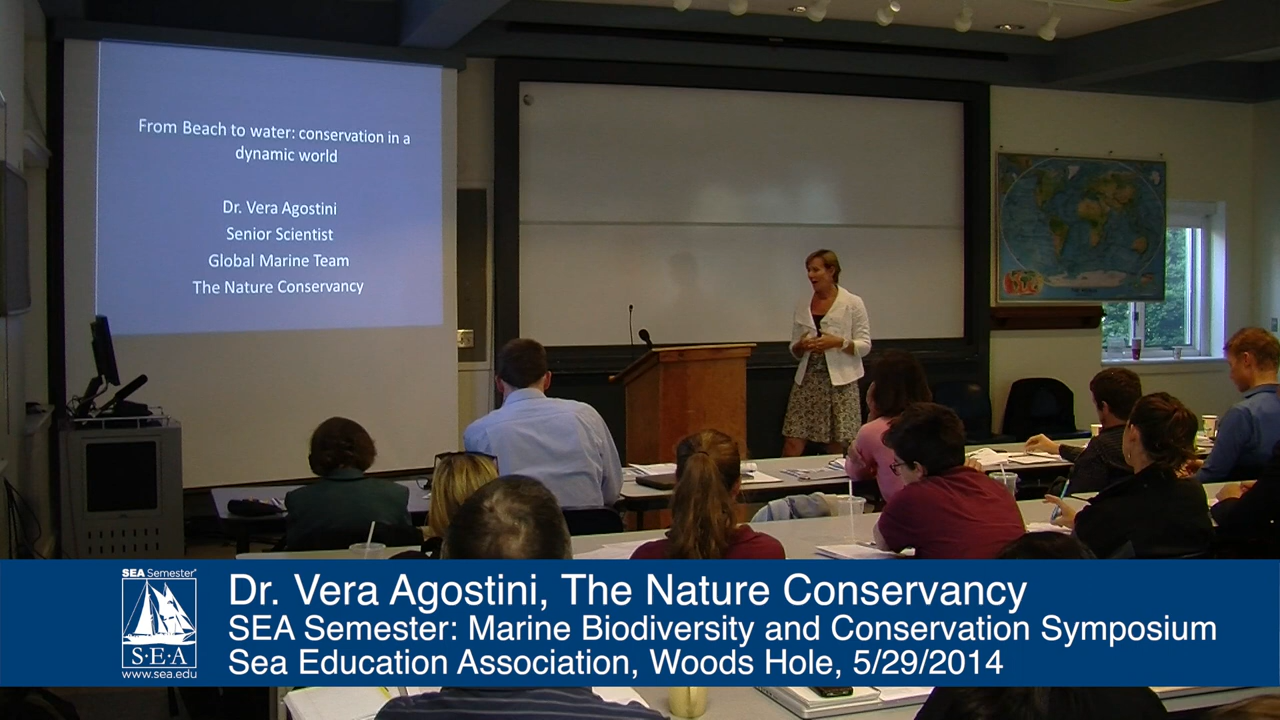 From Beach to water: conservation in a
dynamic world
Dr. Vera Agostini
Senior Scientist
Global Marine Team
The Nature Conservancy
SEA Semester®
S·E·A
www.sea.edu
Dr. Vera Agostini, The Nature Conservancy
SEA Semester: Marine Biodiversity and Conservation Symposium
Sea Education Association, Woods Hole, 5/29/2014